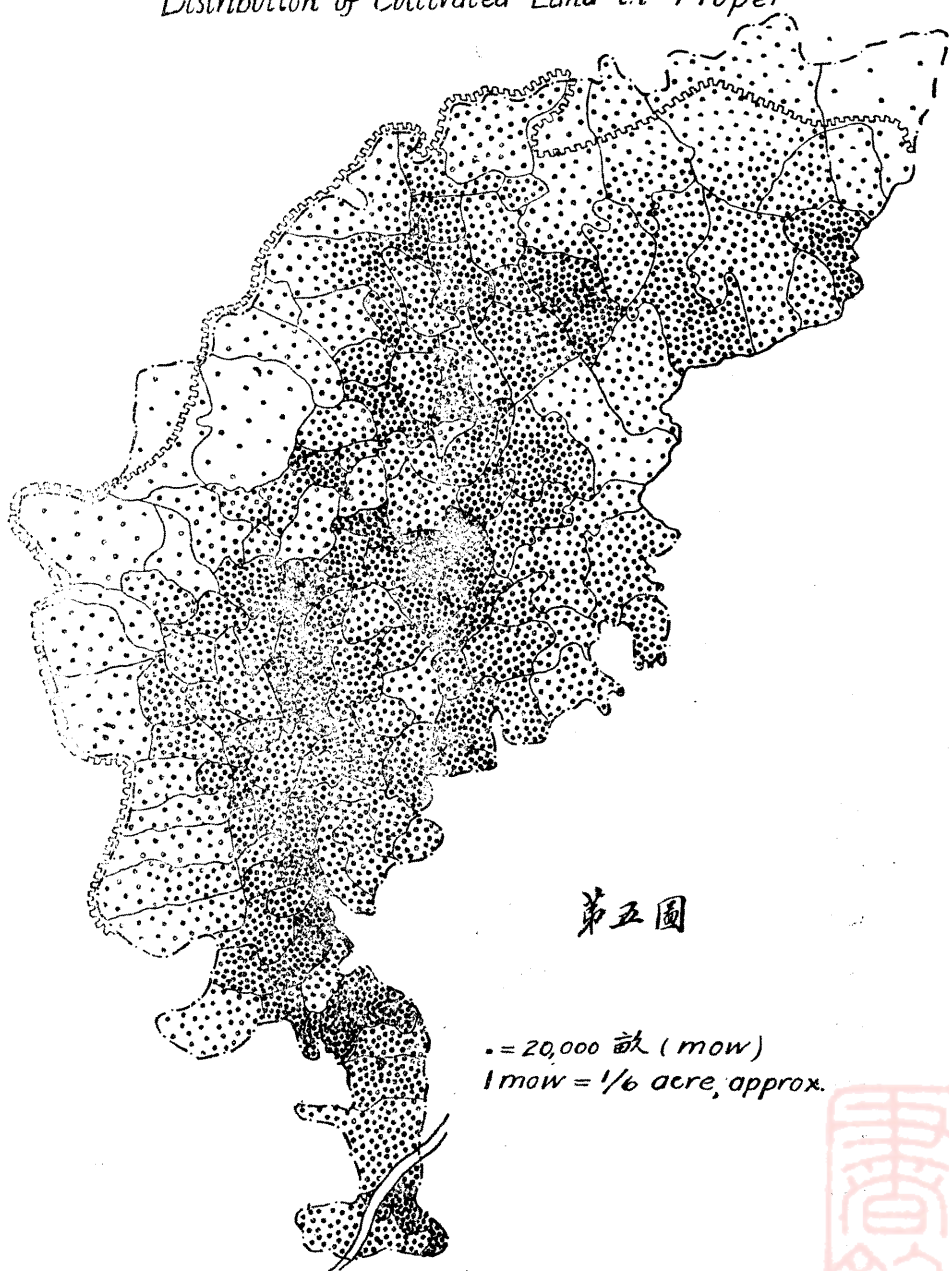 Distribution of Cultivated Land in Proper
第五圖
.=20,000 畝 (mow)
1 mow = 1/6 acre, approx.